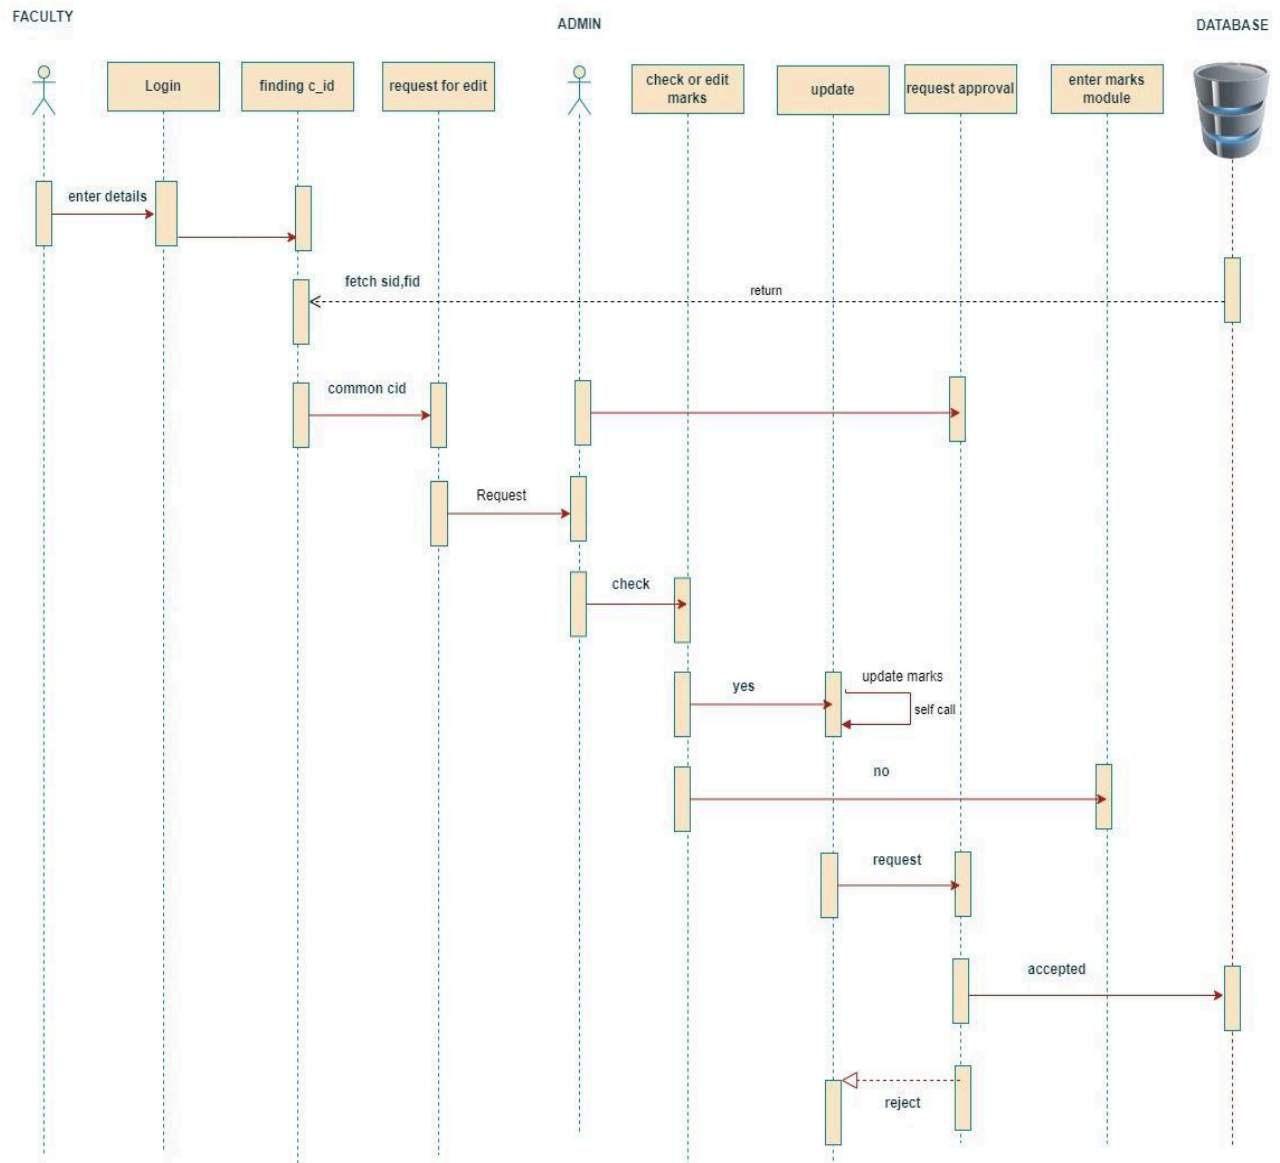 FACULTY
ADMIN
DATABASE
Login
finding c_id
request for edit
check or edit
marks
update
request approval
enter marks
module
enter details
fetch sid,fid
return
common cid
Request
check
yes
update marks
self call
no
request
accepted
reject